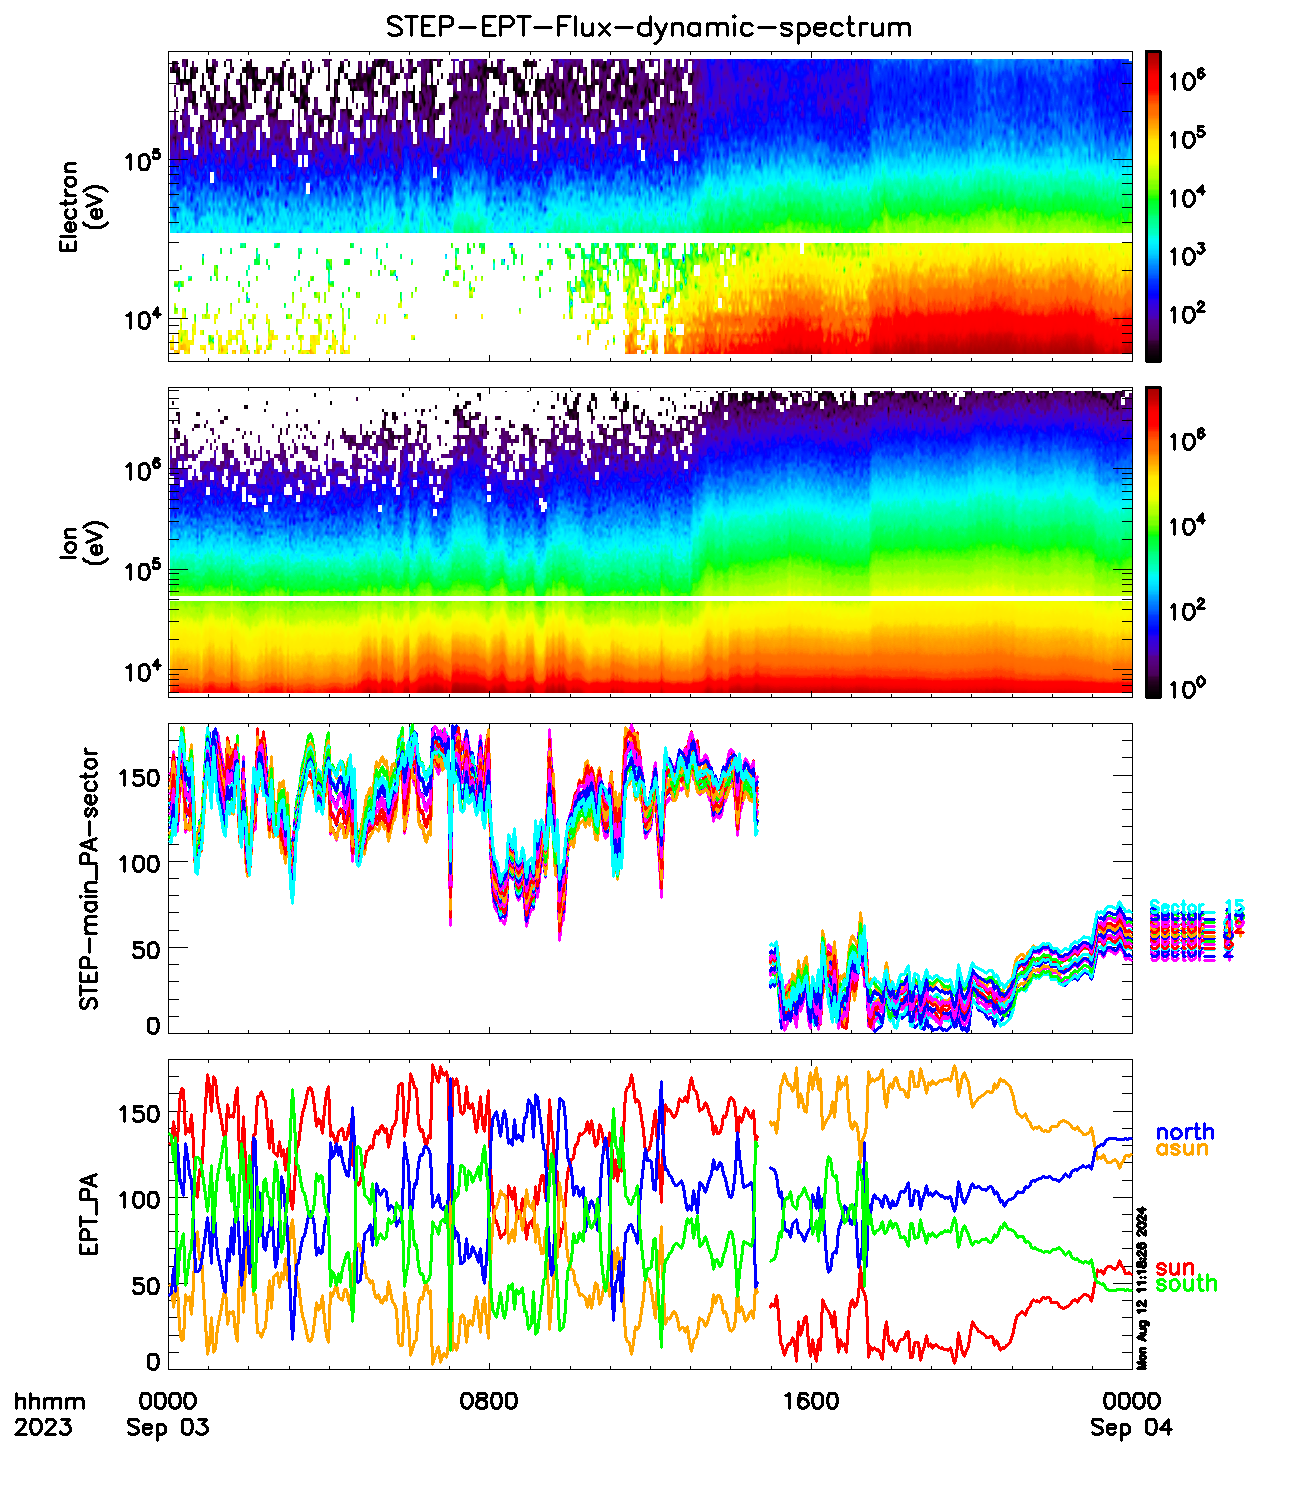 STEP-EPT-Flux-dynamic-spectrum
Electron
(eV)
10^5
10^4
10^6
10^5
10^4
10^3
10^2
Ion
(eV)
10^6
10^5
10^4
10^6
10^4
10^2
10^0
STEP-main_PA-sector
150
100
50
0
Sector_ 15
EPT_PA
150
100
50
0
north
asun
sun
south
Mon Aug 12 11:18:26 2024
hhmm 0000 0800 1600 0000
2023 Sep 03 Sep 04